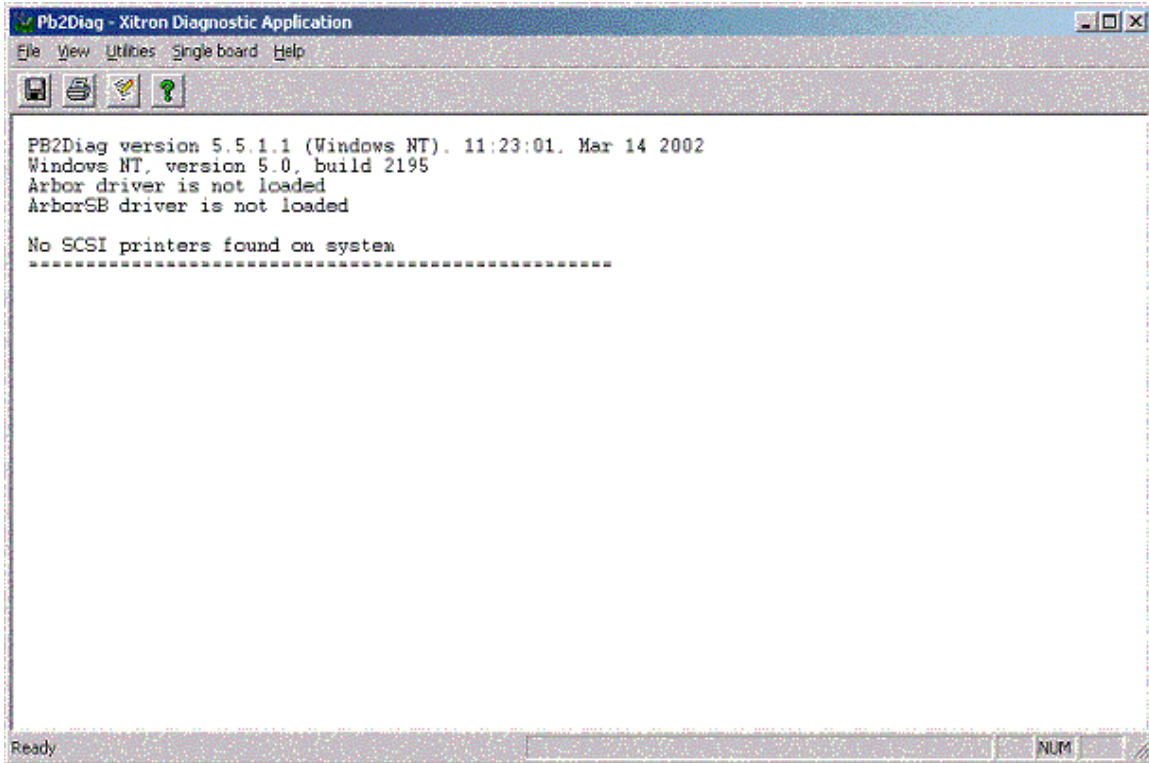 Pb2Diag - Xitron Diagnostic Application
File View Utilities Single board Help
PB2Diag version 5.5.1.1 (Windows NT). 11:23:01, Mar 14 2002
Windows NT, version 5.0, build 2195
Arbor driver is not loaded
ArborSB driver is not loaded
No SCSI printers found on system
==================================================
Ready NUM